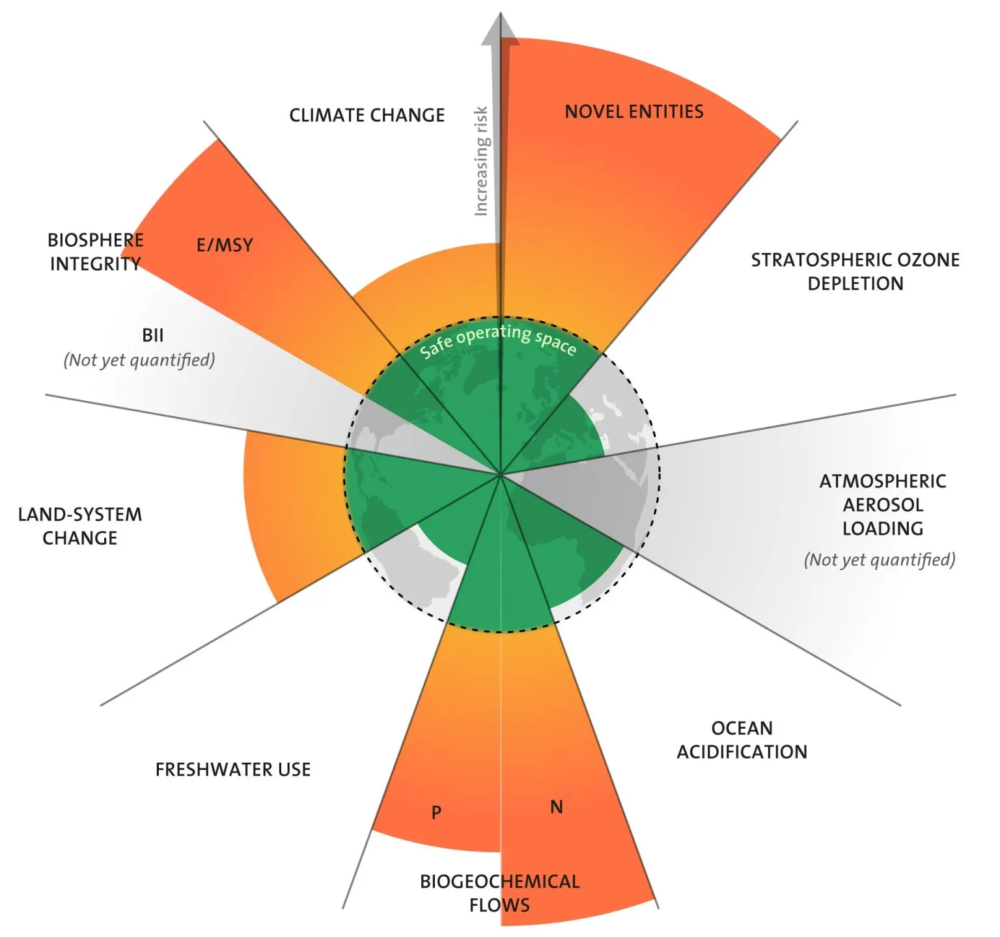 CLIMATE CHANGE
Increasing risk
NOVEL ENTITIES
BIOSPHERE
INTEGRITY
E/MSY
STRATOSPHERIC OZONE
DEPLETION
BII
(Not yet quantified)
Safe operating space
LAND-SYSTEM
CHANGE
ATMOSPHERIC
AEROSOL
LOADING
(Not yet quantified)
FRESHWATER USE
OCEAN
ACIDIFICATION
P
N
BIOGEOCHEMICAL
FLOWS